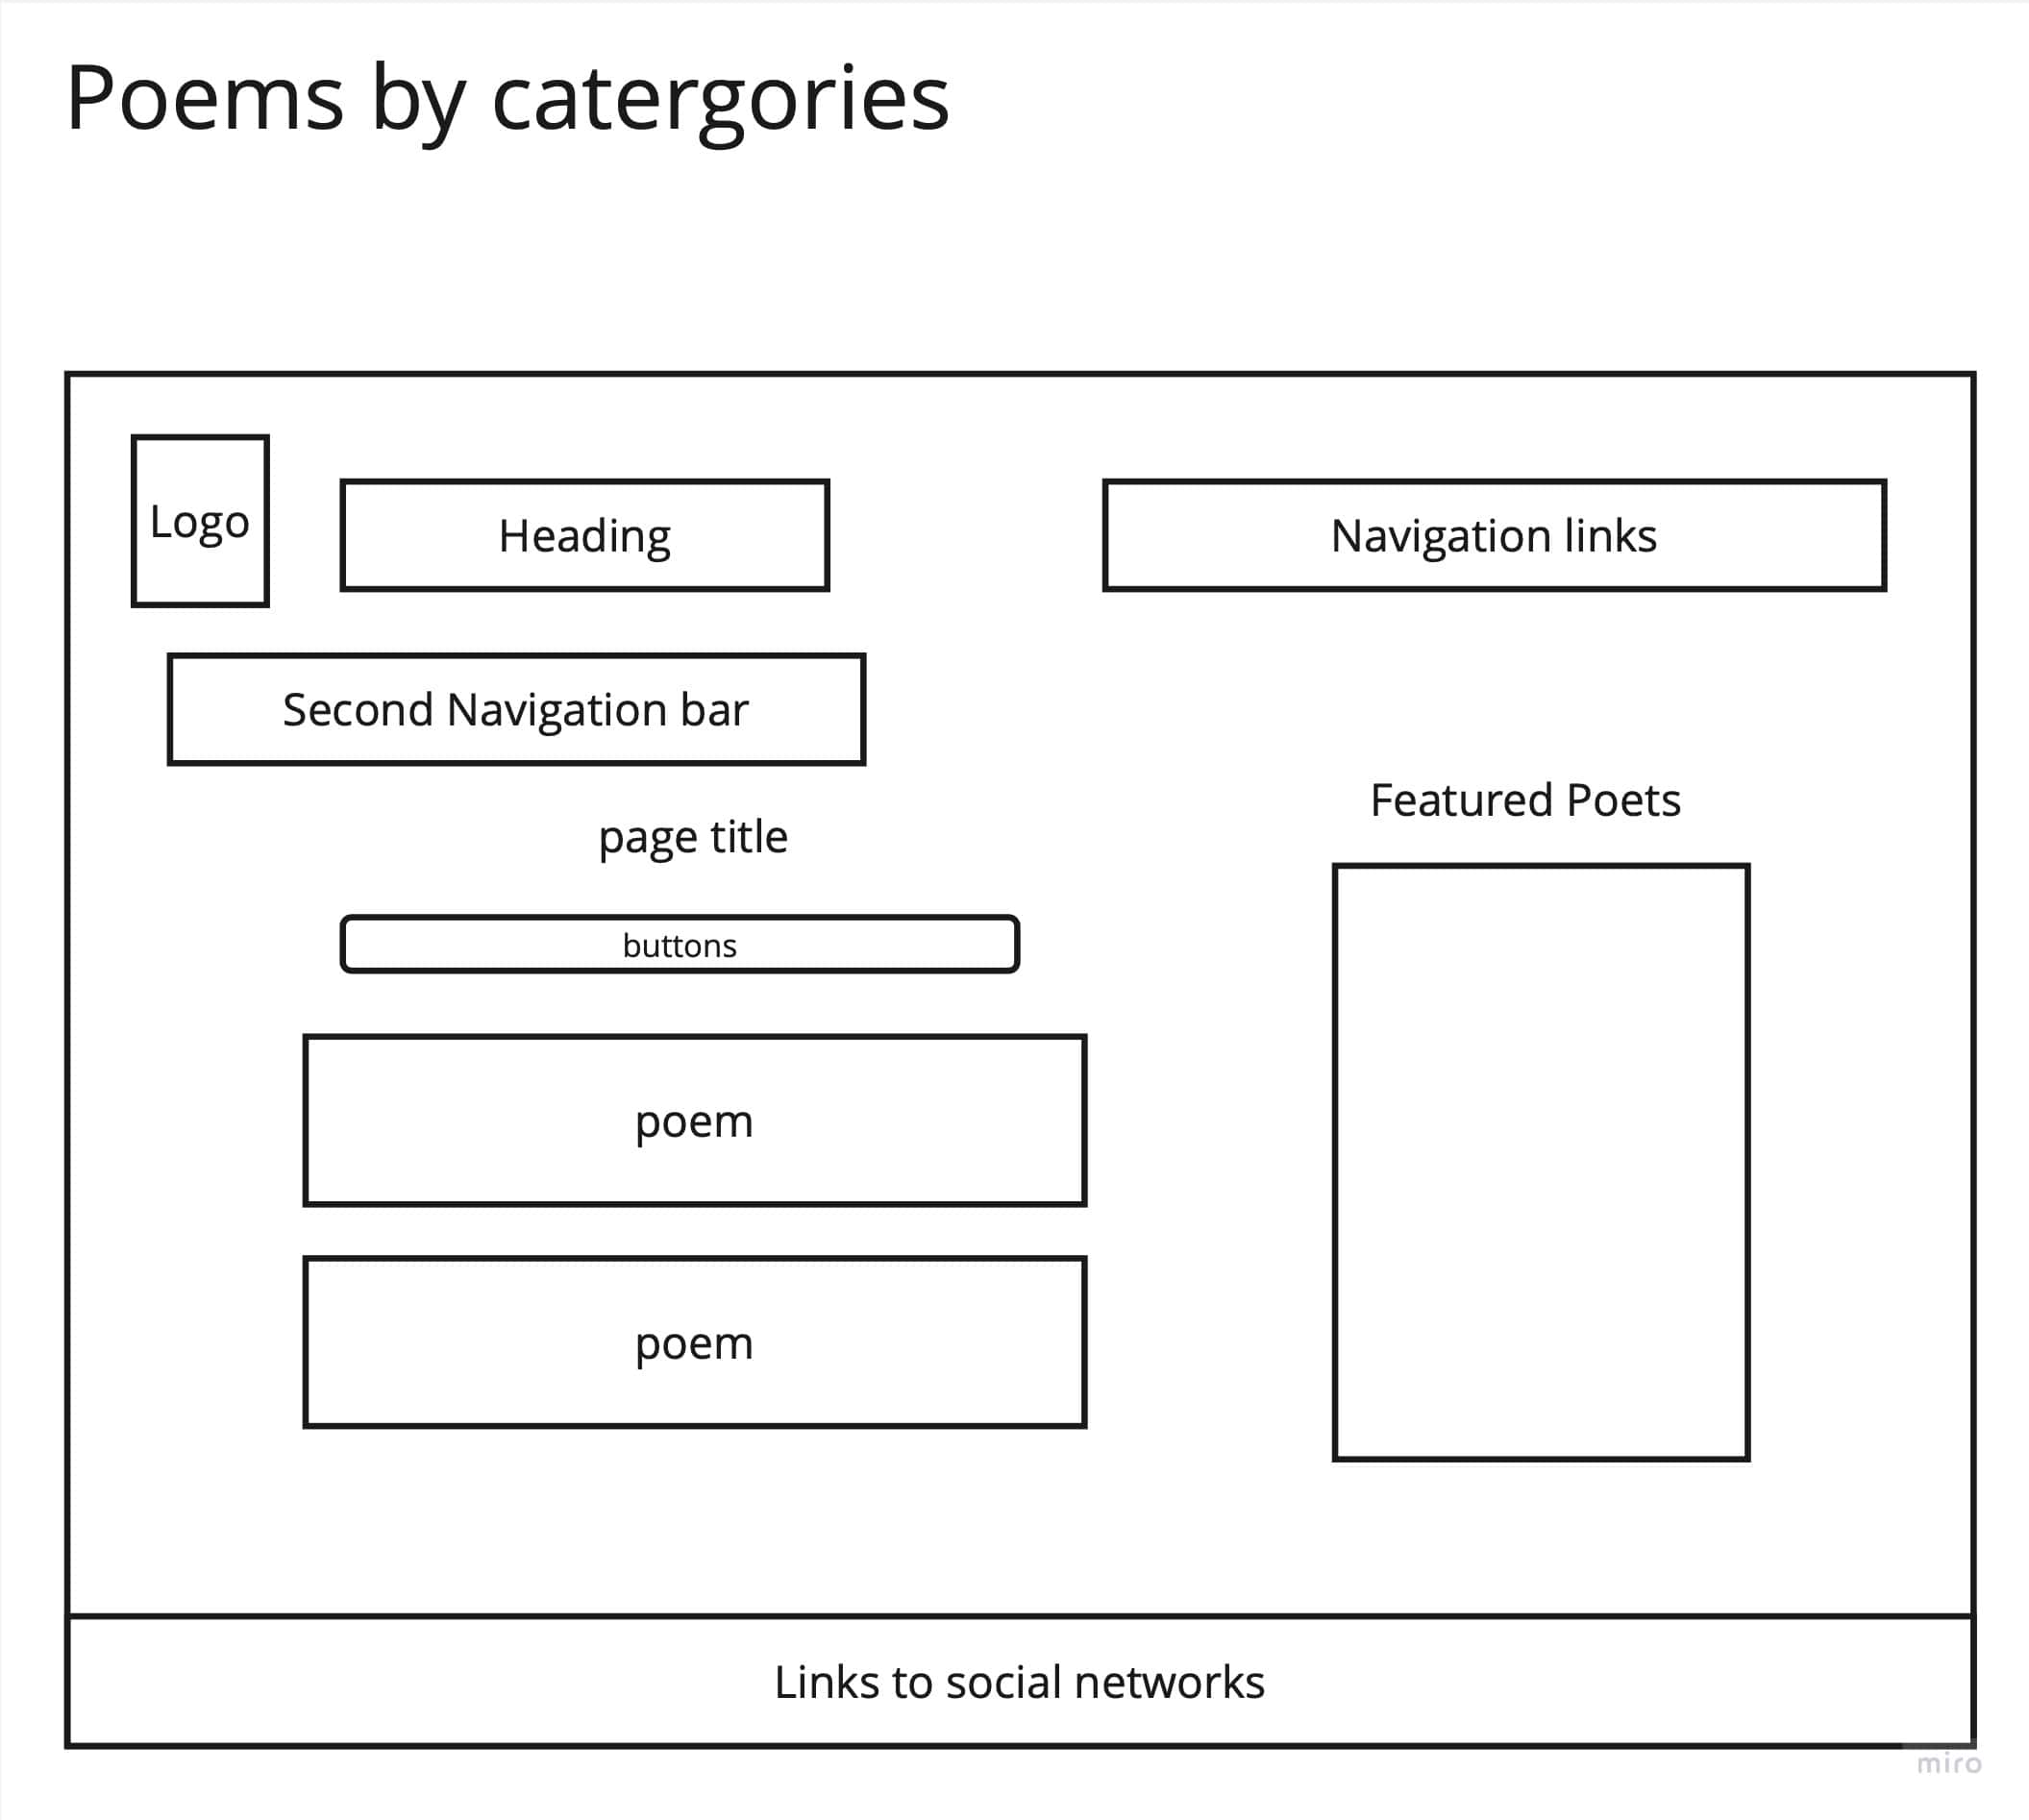 Poems by catergories
Logo
Heading
Navigation links
Second Navigation bar
page title
Featured Poets
buttons
poem
poem
Links to social networks
miro